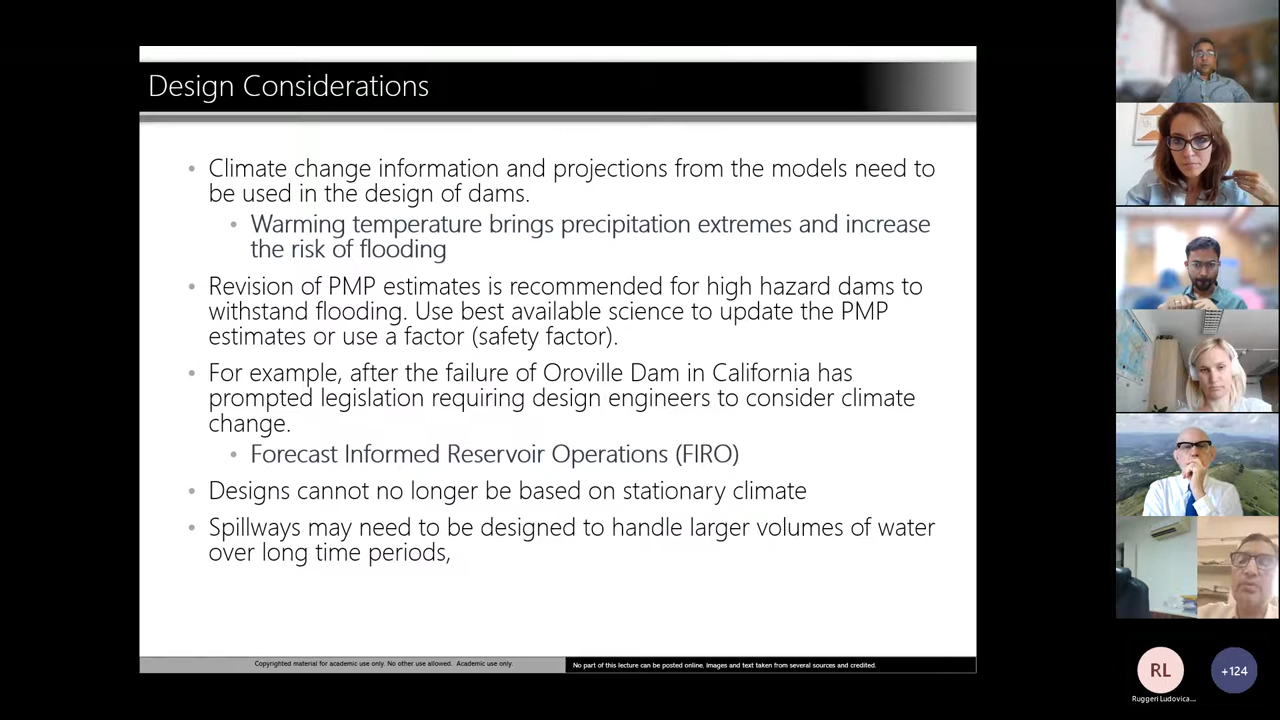 Design Considerations
• Climate change information and projections from the models need to
be used in the design of dams.
• Warming temperature brings precipitation extremes and increase
the risk of flooding
• Revision of PMP estimates is recommended for high hazard dams to
withstand flooding. Use best available science to update the PMP
estimates or use a factor (safety factor).
• For example, after the failure of Oroville Dam in California has
prompted legislation requiring design engineers to consider climate
change.
• Forecast Informed Reservoir Operations (FIRO)
• Designs cannot no longer be based on stationary climate
• Spillways may need to be designed to handle larger volumes of water
over long time periods,
Copyrighted material for academic use only. No other use allowed. Academic use only.
No part of this lecture can be posted online. Images and text taken from several sources and credited.
RL
+124
Ruggeri Ludovica...